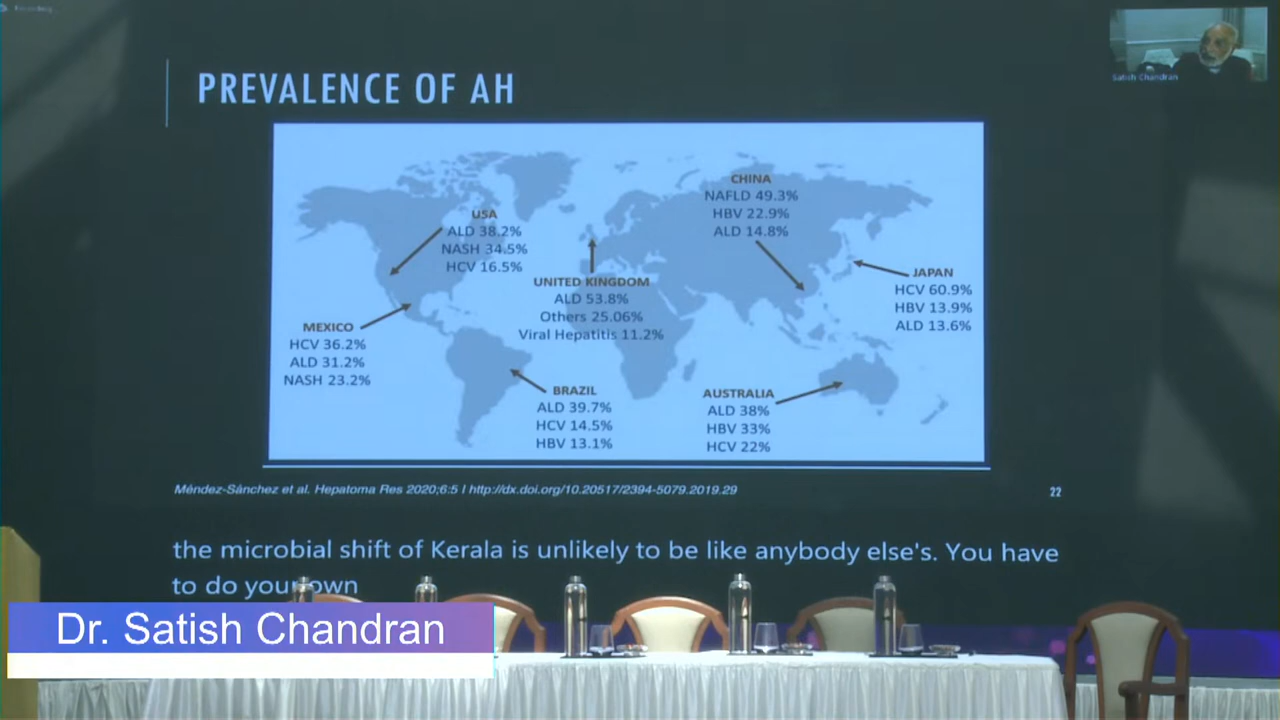 Satish Chandran
PREVALENCE OF AH
USA
ALD 38.2%
NASH 34.5%
HCV 16.5%
CHINA
NAFLD 49.3%
HBV 22.9%
ALD 14.8%
UNITED KINGDOM
ALD 53.8%
Others 25.06%
Viral Hepatitis 11.2%
JAPAN
HCV 60.9%
HBV 13.9%
ALD 13.6%
MEXICO
HCV 36.2%
ALD 31.2%
NASH 23.2%
BRAZIL
ALD 39.7%
HCV 14.5%
HBV 13.1%
AUSTRALIA
ALD 38%
HBV 33%
HCV 22%
Méndez-Sánchez et al. Hepatoma Res 2020;6:5 I http://dx.doi.org/10.20517/2394-5079.2019.29
22
the microbial shift of Kerala is unlikely to be like anybody else's. You have
to do your own
Dr. Satish Chandran